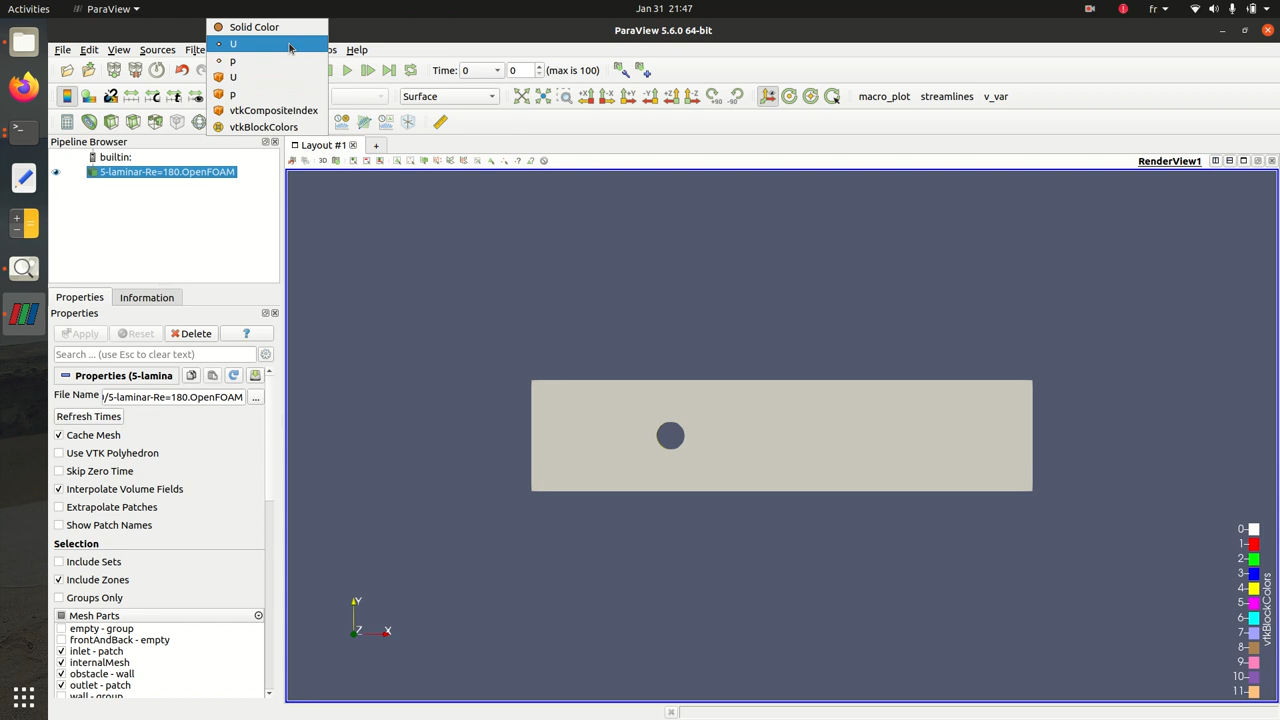 Activities
ParaView
Jan 31 21:47
fr
ParaView 5.6.0 64-bit
File Edit View Sources
Help
Solid Color
U
p
U
p
vtkCompositeIndex
vtkBlockColors
Time: 0
0
(max is 100)
Surface
macro_plot streamlines v_var
Pipeline Browser
builtin:
5-laminar-Re=180.OpenFOAM
Layout #1
+
3D
RenderView1
Properties
Information
Properties
Apply
Reset
Delete
?
Search ... (use Esc to clear text)
Properties (5-lamina
File Name
/5-laminar-Re=180.OpenFOAM
...
Refresh Times
Cache Mesh
Use VTK Polyhedron
Skip Zero Time
Interpolate Volume Fields
Extrapolate Patches
Show Patch Names
Selection
Include Sets
Include Zones
Groups Only
Mesh Parts
empty - group
frontAndBack - empty
inlet - patch
internalMesh
obstacle - wall
outlet - patch
wall - group
Y
Z
X
0
1
2
3
4
5
6
7
8
9
10
11
vtkBlockColors